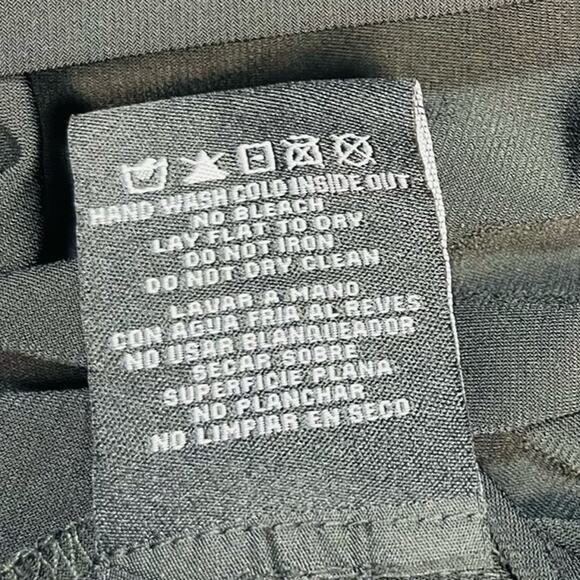 HAND WASH COLD INSIDE OUT
NO BLEACH
LAY FLAT TO DRY
DO NOT IRON
DO NOT DRY CLEAN
LAVAR A MANO
CON AGUA FRIA AL REVES
NO USAR BLANQUEADOR
SECAR SOBRE
SUPERFICIE PLANA
NO PLANCHAR
NO LIMPIAR EN SECO